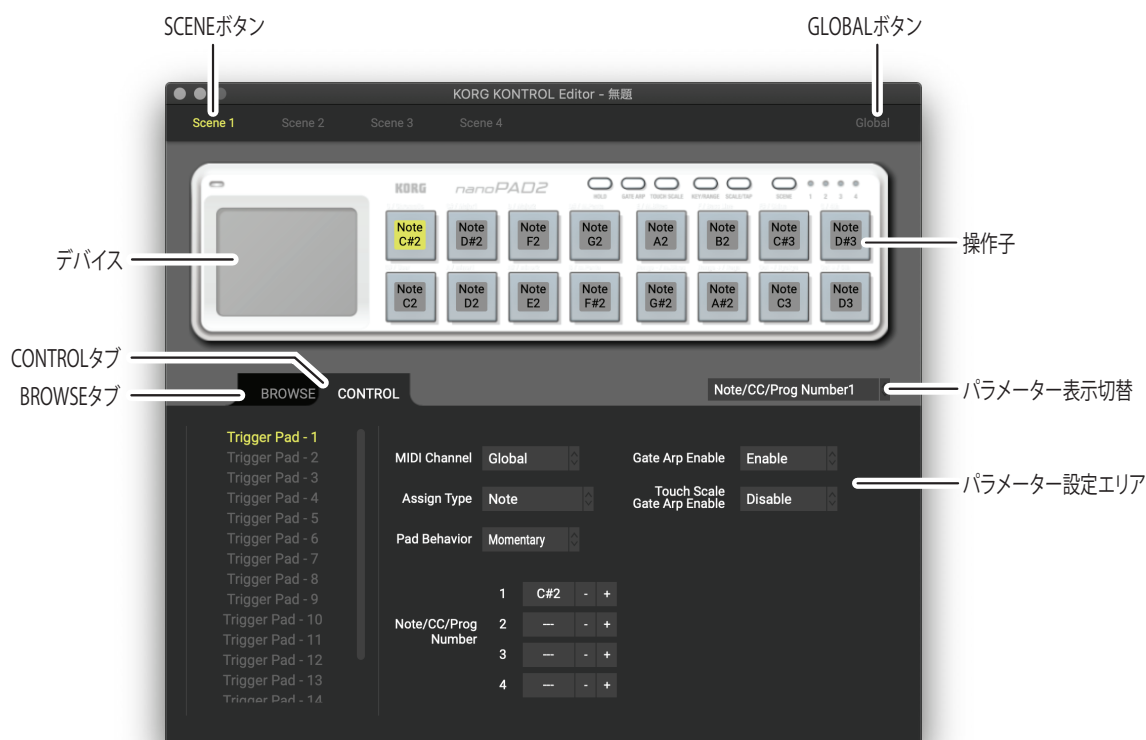 SCENEボタン
GLOBALボタン
KORG KONTROL Editor - 無題
Scene 1
Scene 2
Scene 3
Scene 4
Global
KORG
nanoPAD2
HOLD
GATE ARP
TOUCH SCALE
KEY/RANGE
SCALE/TAP
SCENE
1
2
3
4
Note
C#2
Note
D#2
Note
F2
Note
G2
Note
A2
Note
B2
Note
C#3
Note
D#3
操作子
デバイス
Note
C2
Note
D2
Note
E2
Note
F#2
Note
G#2
Note
A#2
Note
C3
Note
D3
CONTROLタブ
BROWSEタブ
BROWSE
CONTROL
Note/CC/Prog Number1
パラメーター表示切替
Trigger Pad - 1
Trigger Pad - 2
Trigger Pad - 3
Trigger Pad - 4
Trigger Pad - 5
Trigger Pad - 6
Trigger Pad - 7
Trigger Pad - 8
Trigger Pad - 9
Trigger Pad - 10
Trigger Pad - 11
Trigger Pad - 12
Trigger Pad - 13
Trigger Pad - 14
MIDI Channel
Global
Assign Type
Note
Pad Behavior
Momentary
Gate Arp Enable
Enable
Touch Scale
Gate Arp Enable
Disable
パラメーター設定エリア
Note/CC/Prog
Number
1
C#2
-
+
2
---
-
+
3
---
-
+
4
---
-
+